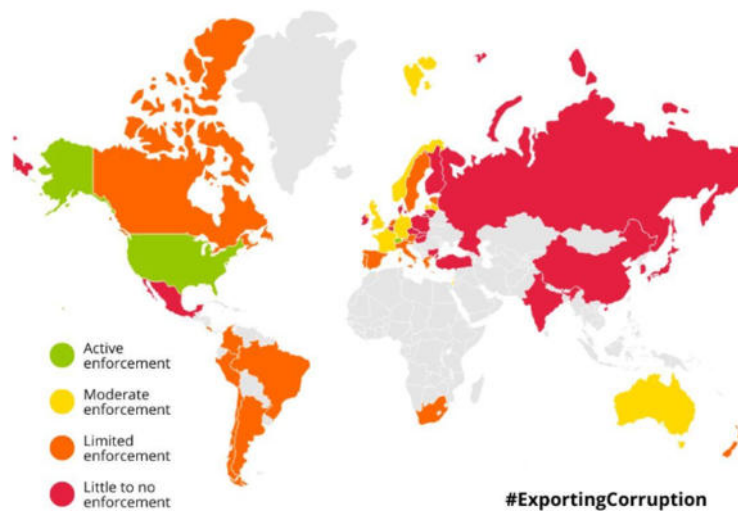 Active
enforcement
Moderate
enforcement
Limited
enforcement
Little to no
enforcement
#ExportingCorruption